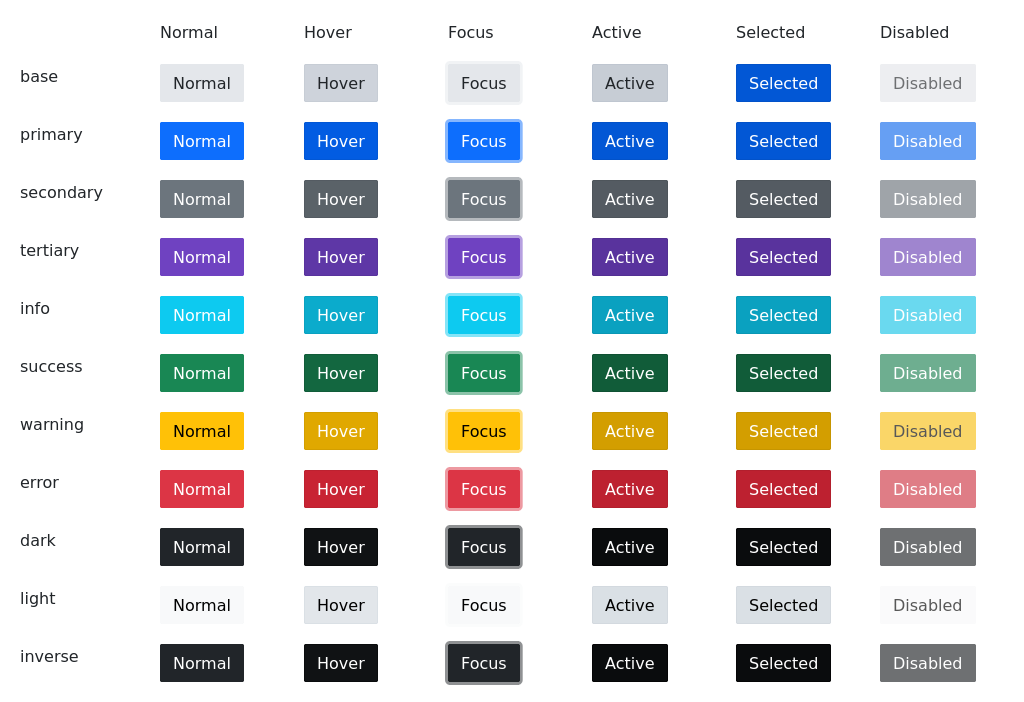 Normal Hover Focus Active Selected Disabled
base Normal Hover Focus Active Selected Disabled
primary Normal Hover Focus Active Selected Disabled
secondary Normal Hover Focus Active Selected Disabled
tertiary Normal Hover Focus Active Selected Disabled
info Normal Hover Focus Active Selected Disabled
success Normal Hover Focus Active Selected Disabled
warning Normal Hover Focus Active Selected Disabled
error Normal Hover Focus Active Selected Disabled
dark Normal Hover Focus Active Selected Disabled
light Normal Hover Focus Active Selected Disabled
inverse Normal Hover Focus Active Selected Disabled